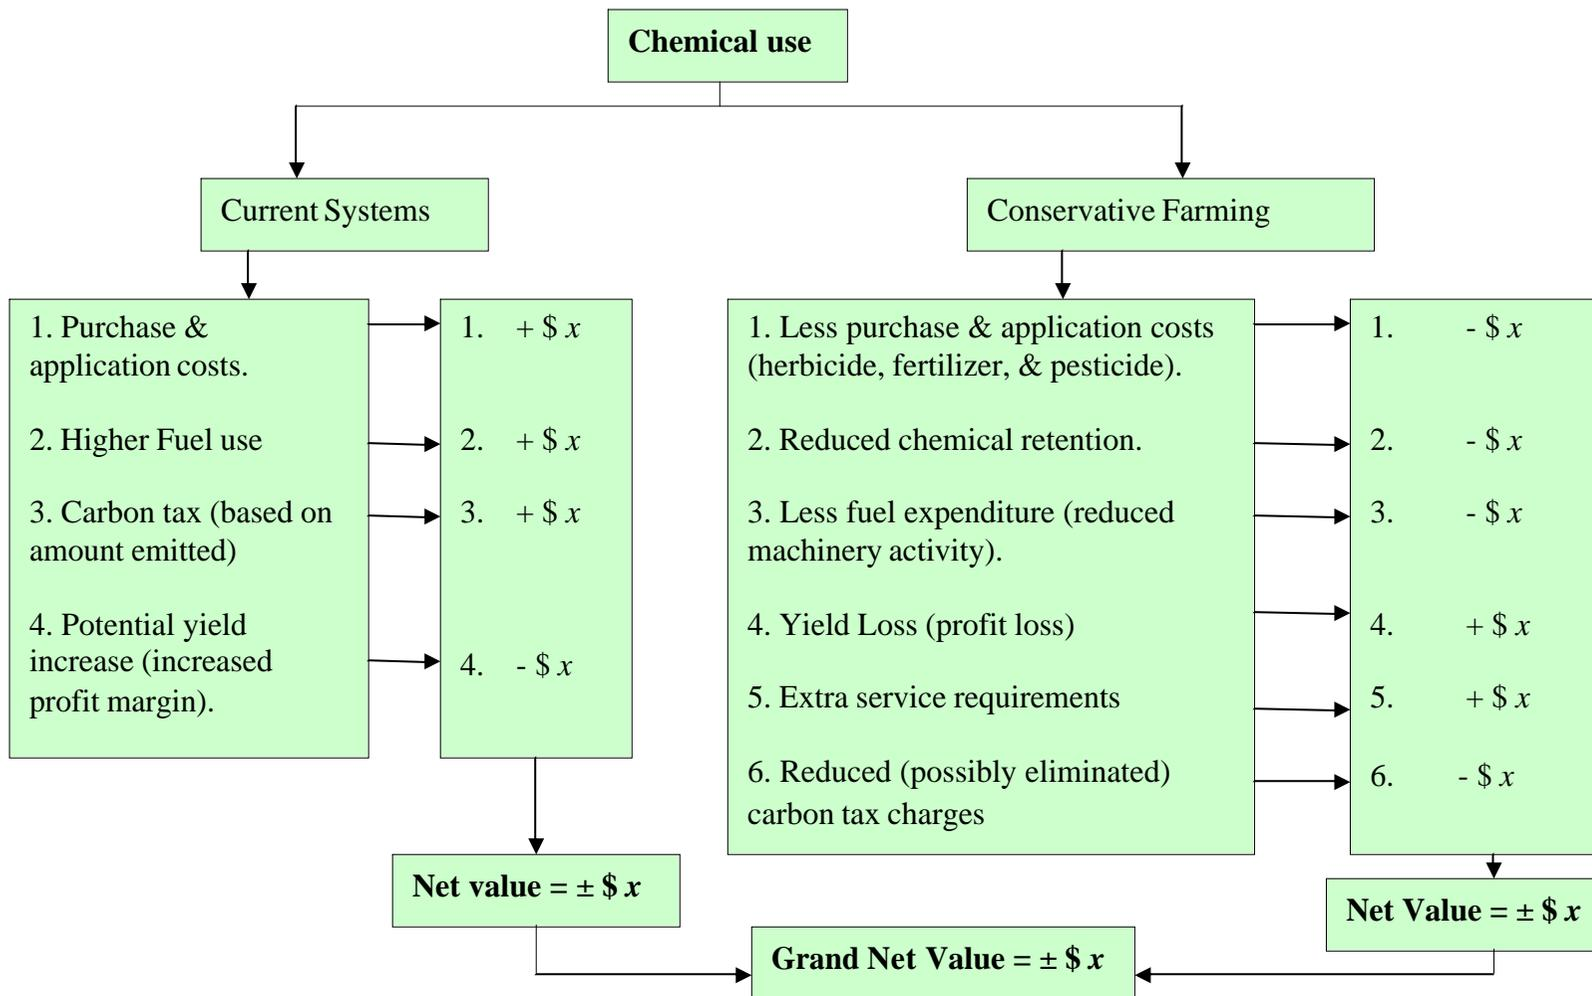 Chemical use
Current Systems
Conservative Farming
1. Purchase &
application costs.
2. Higher Fuel use
3. Carbon tax (based on
amount emitted)
4. Potential yield
increase (increased
profit margin).
1. + $ x
2. + $ x
3. + $ x
4. - $ x
1. Less purchase & application costs
(herbicide, fertilizer, & pesticide).
2. Reduced chemical retention.
3. Less fuel expenditure (reduced
machinery activity).
4. Yield Loss (profit loss)
5. Extra service requirements
6. Reduced (possibly eliminated)
carbon tax charges
1. - $ x
2. - $ x
3. - $ x
4. + $ x
5. + $ x
6. - $ x
Net value = ± $ x
Net Value = ± $ x
Grand Net Value = ± $ x